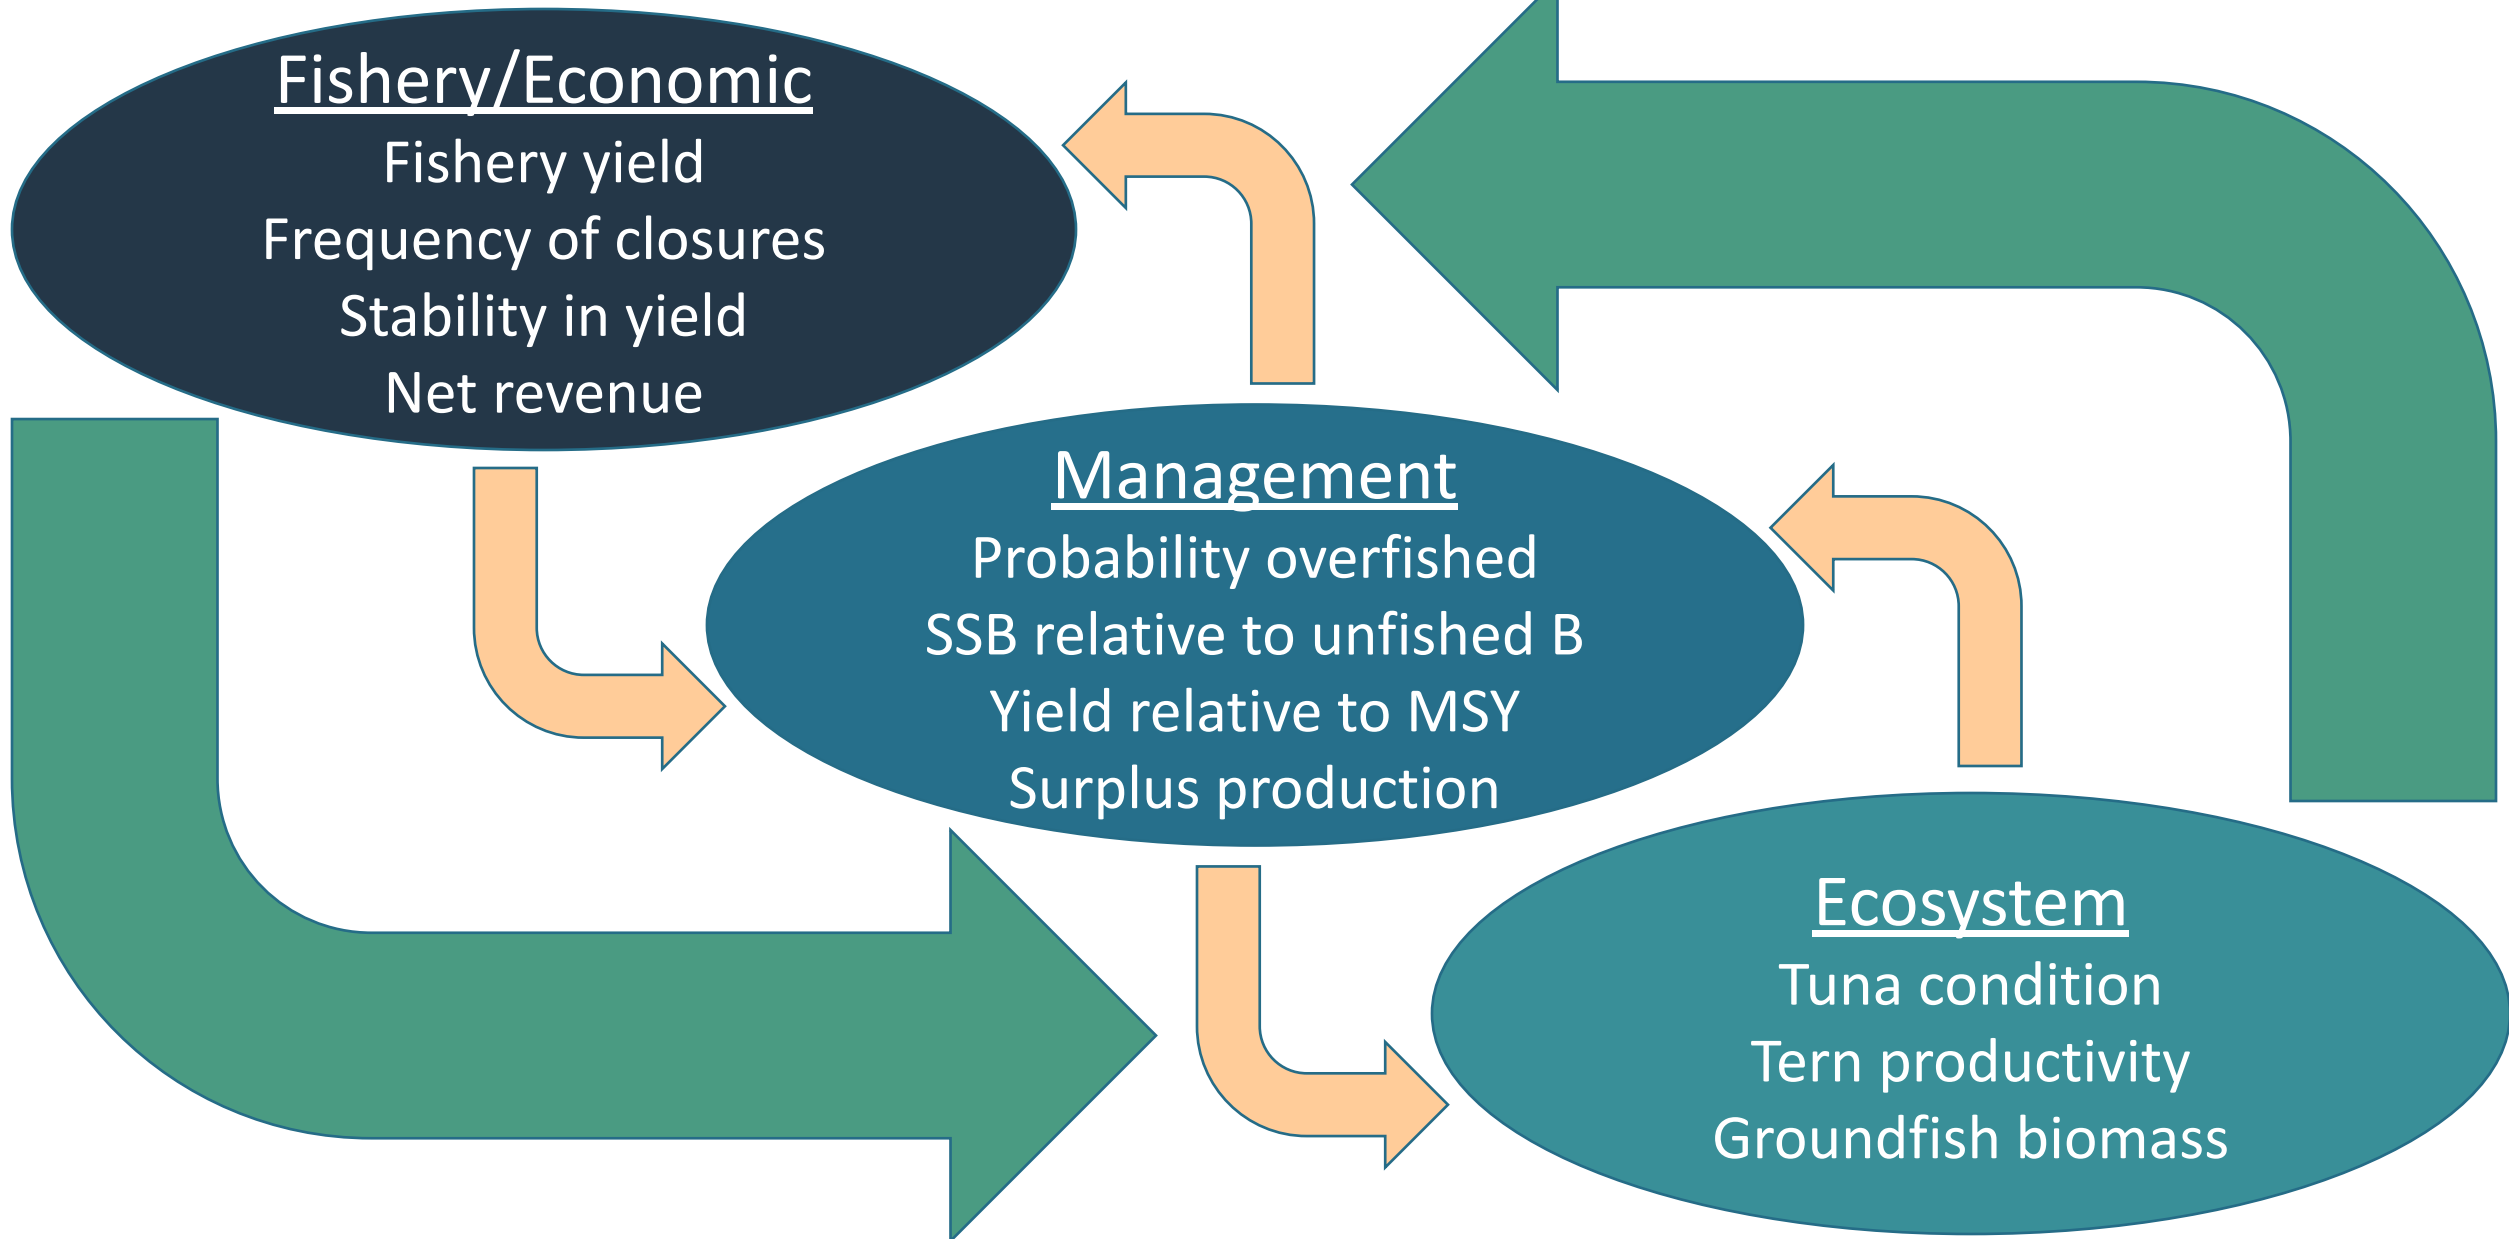 Fishery/Economic
Fishery yield
Frequency of closures
Stability in yield
Net revenue
Management
Probability overfished
SSB relative to unfished B
Yield relative to MSY
Surplus production
Ecosystem
Tuna condition
Tern productivity
Groundfish biomass